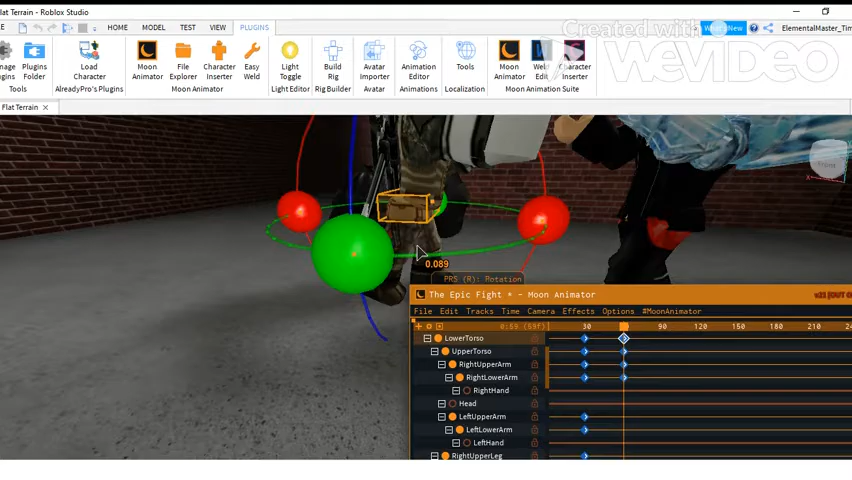 Flat Terrain - Roblox Studio
Created with
WeVideo
HOME MODEL TEST VIEW PLUGINS
What's New
ElementalMaster_Tim
Plugins Folder
Load Character
Moon Animator
File Explorer
Character Inserter
Easy Weld
Light Toggle
Build Rig
Avatar Importer
Animation Editor
Tools
Moon Animator
Character Inserter
Tools AlreadyPro's Plugins Moon Animator Light Editor Rig Builder Avatar Animations Localization Moon Animation Suite
Flat Terrain
0.089
PRS (R): Rotation
The Epic Fight * - Moon Animator
File Edit Tracks Time Camera Effects Options #MoonAnimator
0:59 (59f) 30 90 120 150 180 210
LowerTorso
UpperTorso
RightUpperArm
RightLowerArm
RightHand
Head
LeftUpperArm
LeftLowerArm
LeftHand
RightUpperLeg